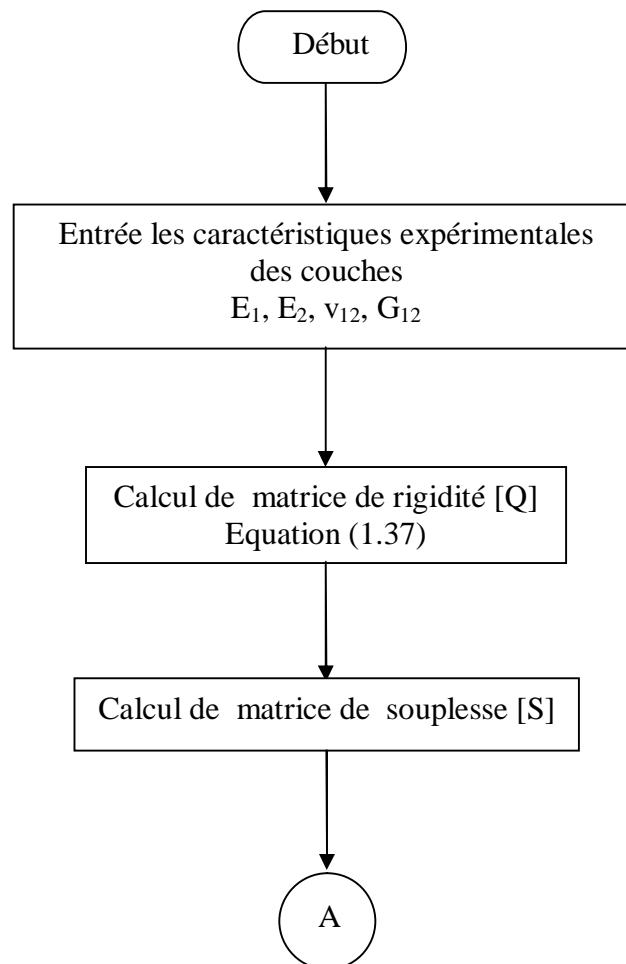 Début
Entrée les caractéristiques expérimentales
des couches
E₁, E₂, ν₁₂, G₁₂
Calcul de matrice de rigidité [Q]
Equation (1.37)
Calcul de matrice de souplesse [S]
A